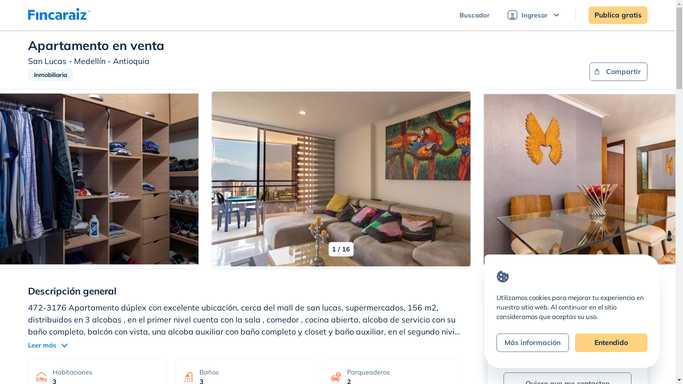 Fincaraiz
Buscador
Ingresar
Publica gratis
Apartamento en venta
San Lucas - Medellín - Antioquia
Inmobiliaria
Compartir
1 / 16
Descripción general
472-3176 Apartamento dúplex con excelente ubicación, cerca del mall de san lucas, supermercados, 156 m2,
distribuidos en 3 alcobas , en el primer nivel cuenta con la sala , comedor , cocina abierta, alcoba de servicio con su
baño completo, balcón con vista, una alcoba auxiliar con baño completo y closet y baño auxiliar, en el segundo nivi...
Leer más
Habitaciones
3
Baños
3
Parqueaderos
2
Utilizamos cookies para mejorar tu experiencia en
nuestro sitio web. Al continuar en el sitio
consideramos que aceptas su uso.
Más información
Entendido
Quiero que me contacten